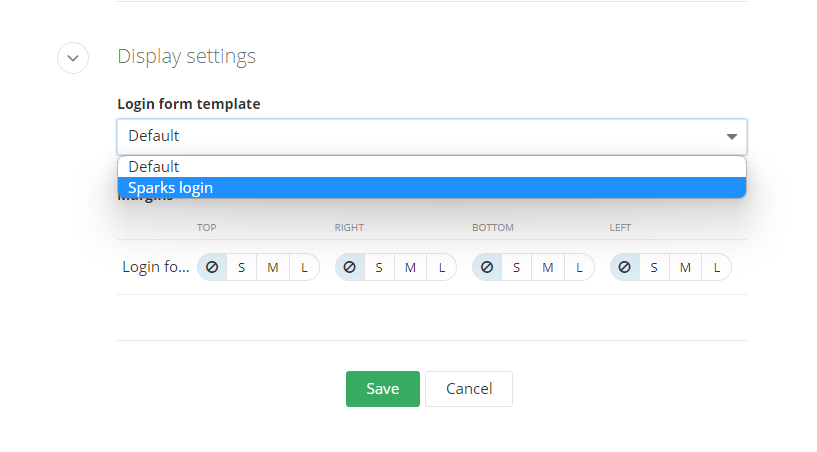 Display settings
Login form template
Default
Default
Sparks login
Margins
TOP RIGHT BOTTOM LEFT
Login fo... S M L S M L S M L S M L
Save Cancel